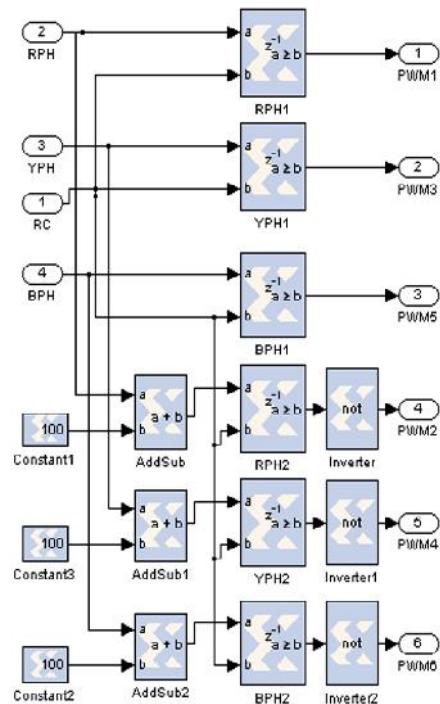 2
RPH
a
b
z-1
a ≥ b
RPH1
1
PWM1
3
YPH
a
b
z-1
a ≥ b
YPH1
2
PWM3
1
RC
4
BPH
a
b
z-1
a ≥ b
BPH1
3
PWM5
100
Constant1
a
b
a + b
AddSub
a
b
z-1
a ≥ b
RPH2
not
Inverter
4
PWM2
100
Constant3
a
b
a + b
AddSub1
a
b
z-1
a ≥ b
YPH2
not
Inverter1
5
PWM4
100
Constant2
a
b
a + b
AddSub2
a
b
z-1
a ≥ b
BPH2
not
Inverter2
6
PWM6